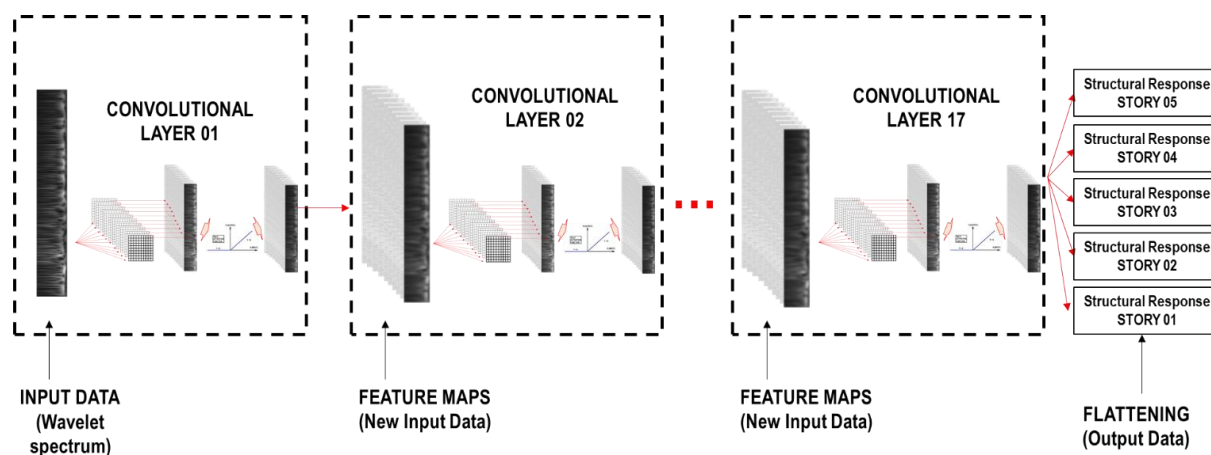 CONVOLUTIONAL
LAYER 01
CONVOLUTIONAL
LAYER 02
CONVOLUTIONAL
LAYER 17
Structural Response
STORY 05
Structural Response
STORY 04
Structural Response
STORY 03
Structural Response
STORY 02
Structural Response
STORY 01
INPUT DATA
(Wavelet
spectrum)
FEATURE MAPS
(New Input Data)
FEATURE MAPS
(New Input Data)
FLATTENING
(Output Data)